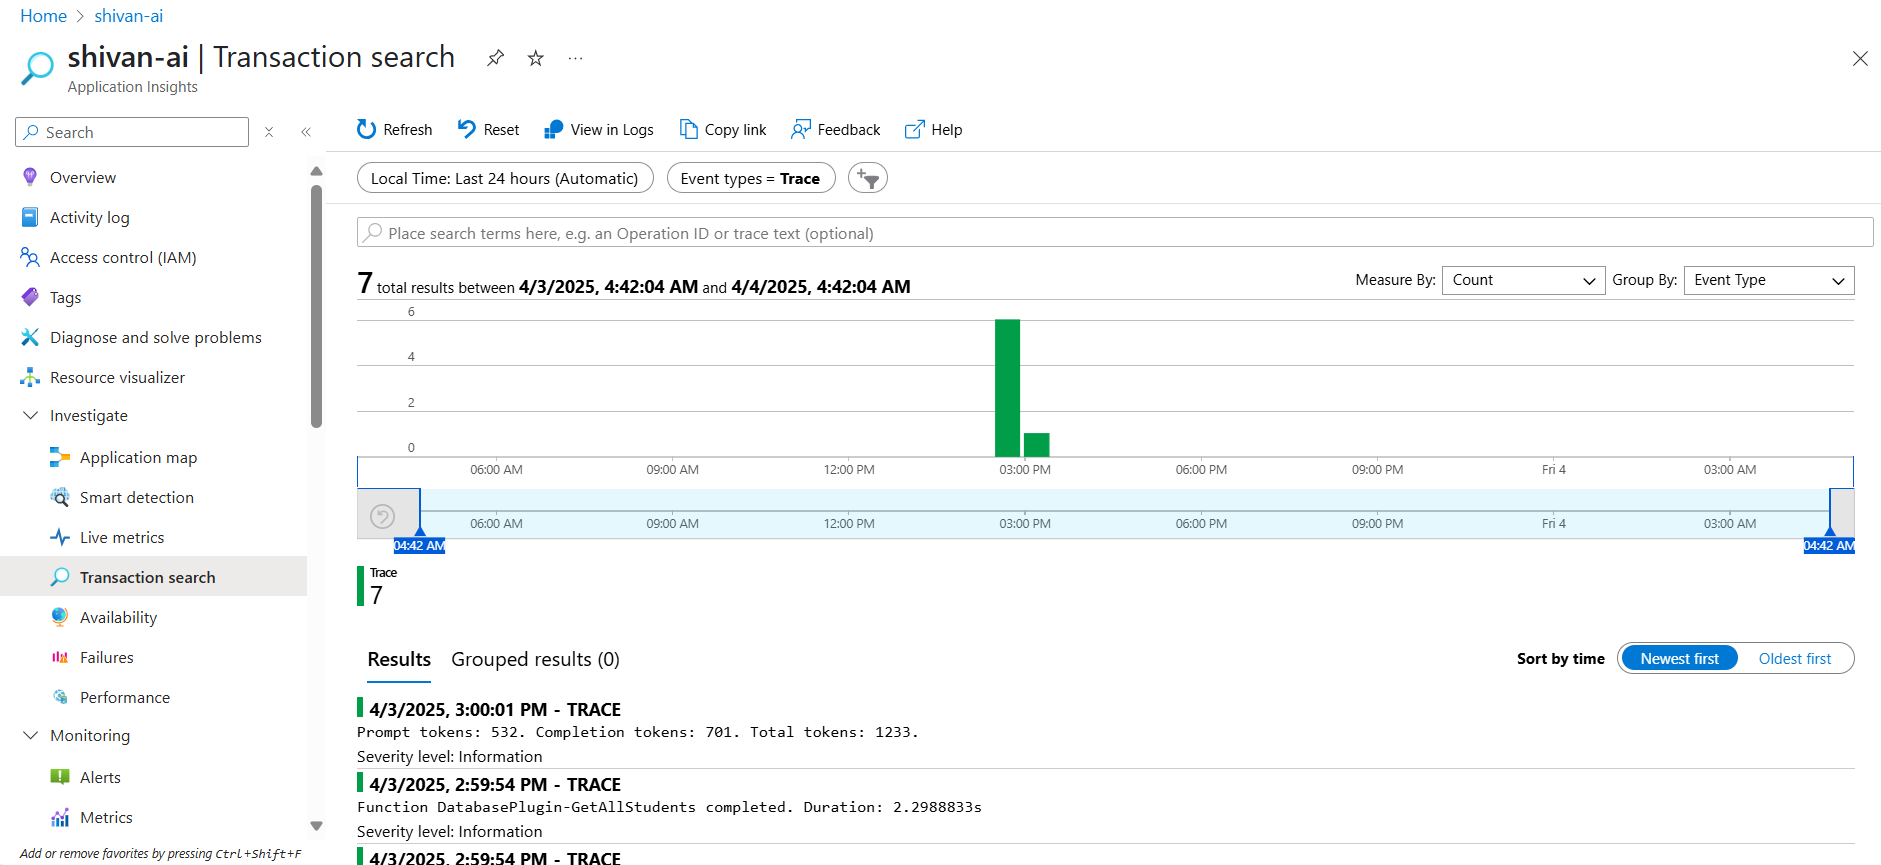 Home > shivan-ai
shivan-ai | Transaction search
Application Insights
Search
Overview
Activity log
Access control (IAM)
Tags
Diagnose and solve problems
Resource visualizer
Investigate
Application map
Smart detection
Live metrics
Transaction search
Availability
Failures
Performance
Monitoring
Alerts
Metrics
Add or remove favorites by pressing Ctrl+Shift+F
Refresh Reset View in Logs Copy link Feedback Help
Local Time: Last 24 hours (Automatic) Event types = Trace
Place search terms here, e.g. an Operation ID or trace text (optional)
7 total results between 4/3/2025, 4:42:04 AM and 4/4/2025, 4:42:04 AM
Measure By: Count Group By: Event Type
6
4
2
0
06:00 AM 09:00 AM 12:00 PM 03:00 PM 06:00 PM 09:00 PM Fri 4 03:00 AM
06:00 AM 09:00 AM 12:00 PM 03:00 PM 06:00 PM 09:00 PM Fri 4 03:00 AM
04:42 AM 04:42 AM
Trace
7
Results Grouped results (0)
Sort by time Newest first Oldest first
4/3/2025, 3:00:01 PM - TRACE
Prompt tokens: 532. Completion tokens: 701. Total tokens: 1233.
Severity level: Information
4/3/2025, 2:59:54 PM - TRACE
Function DatabasePlugin-GetAllStudents completed. Duration: 2.2988833s
Severity level: Information
4/3/2025, 2:59:54 PM - TRACE